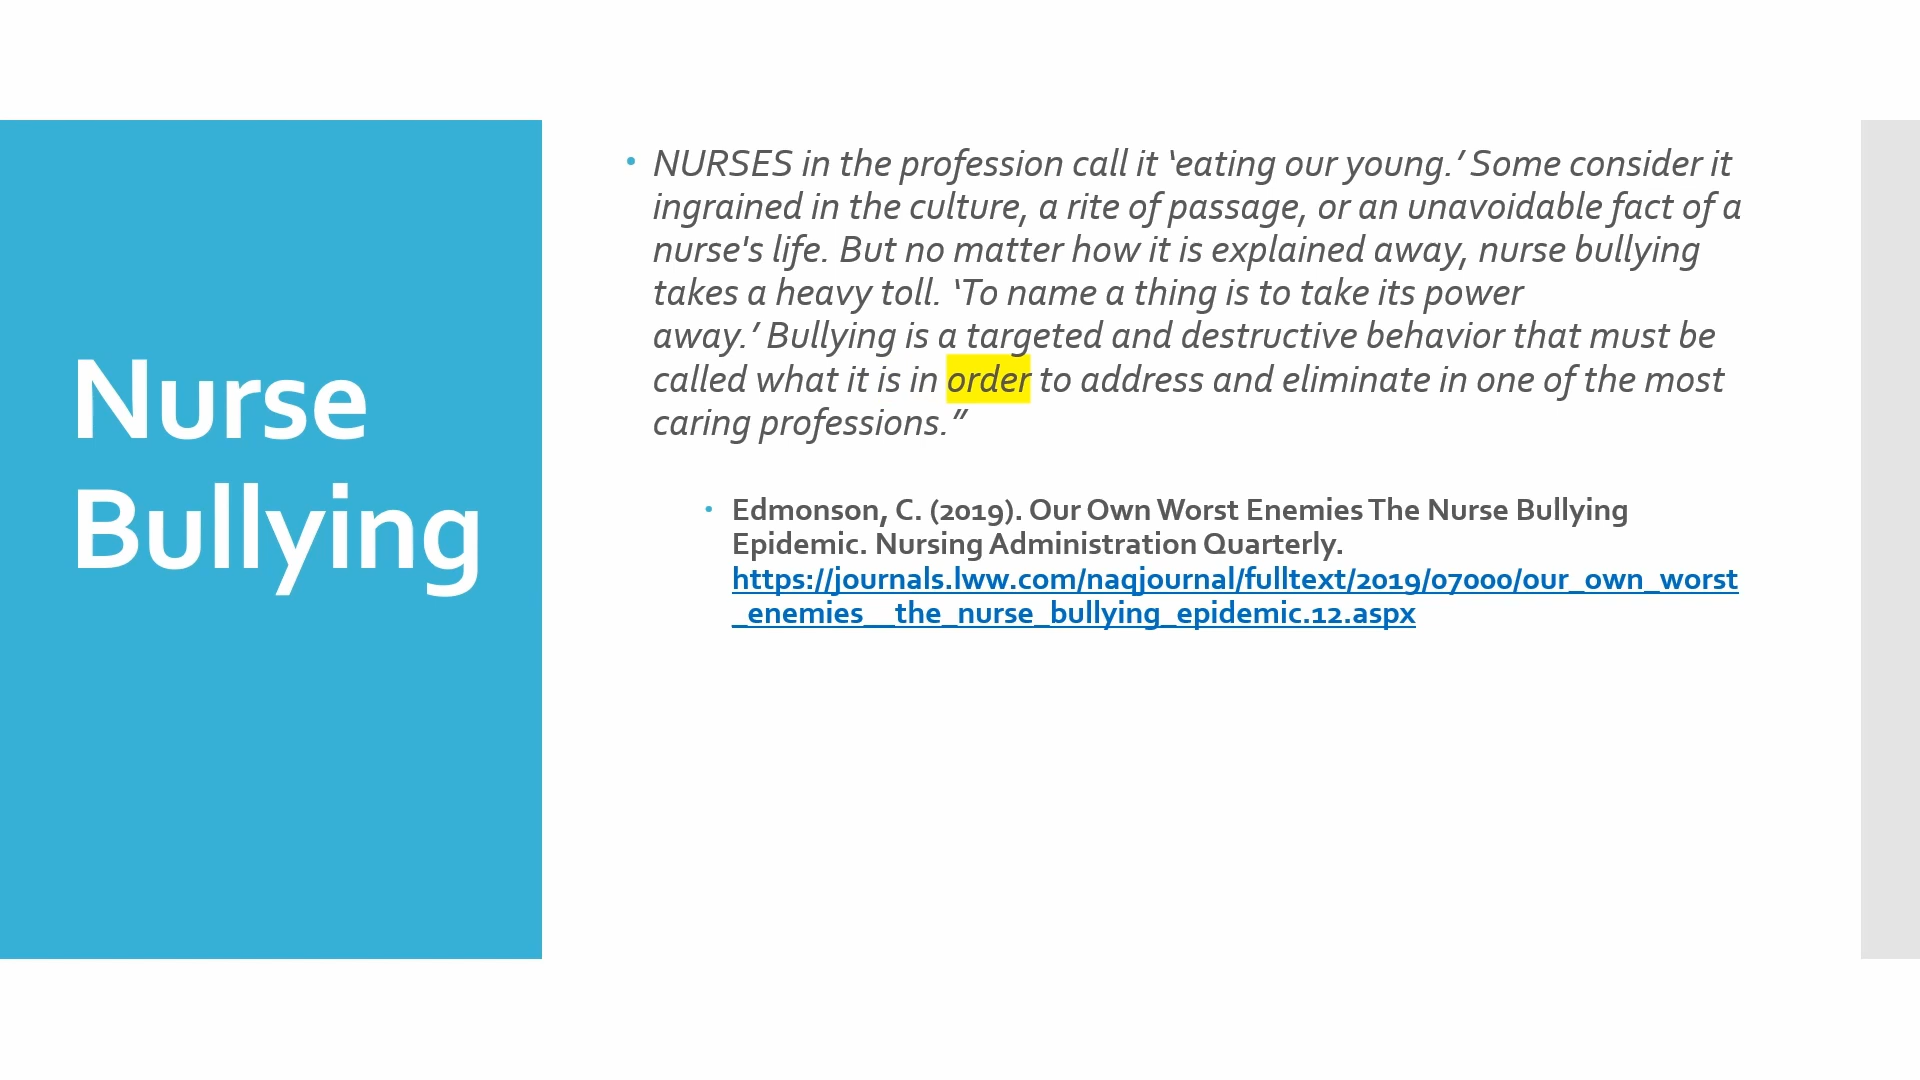 Nurse
Bullying
• NURSES in the profession call it ‘eating our young.’ Some consider it
ingrained in the culture, a rite of passage, or an unavoidable fact of a
nurse's life. But no matter how it is explained away, nurse bullying
takes a heavy toll. ‘To name a thing is to take its power
away.’ Bullying is a targeted and destructive behavior that must be
called what it is in order to address and eliminate in one of the most
caring professions.”
• Edmonson, C. (2019). Our Own Worst Enemies The Nurse Bullying
Epidemic. Nursing Administration Quarterly.
https://journals.lww.com/naqjournal/fulltext/2019/07000/our_own_worst
_enemies__the_nurse_bullying_epidemic.12.aspx